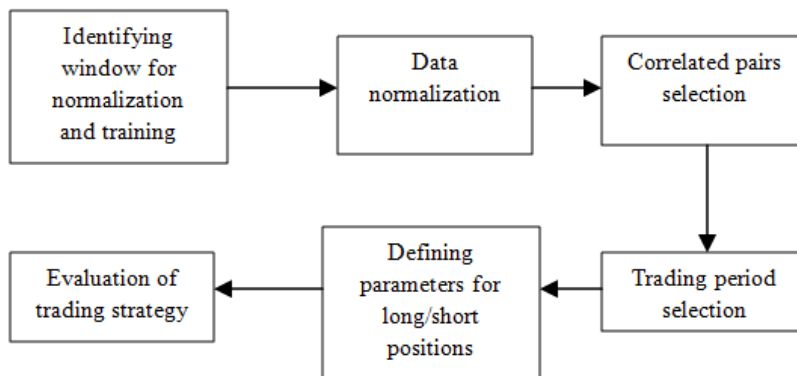 Identifying
window for
normalization
and training
Data
normalization
Correlated pairs
selection
Trading period
selection
Defining
parameters for
long/short
positions
Evaluation of
trading strategy